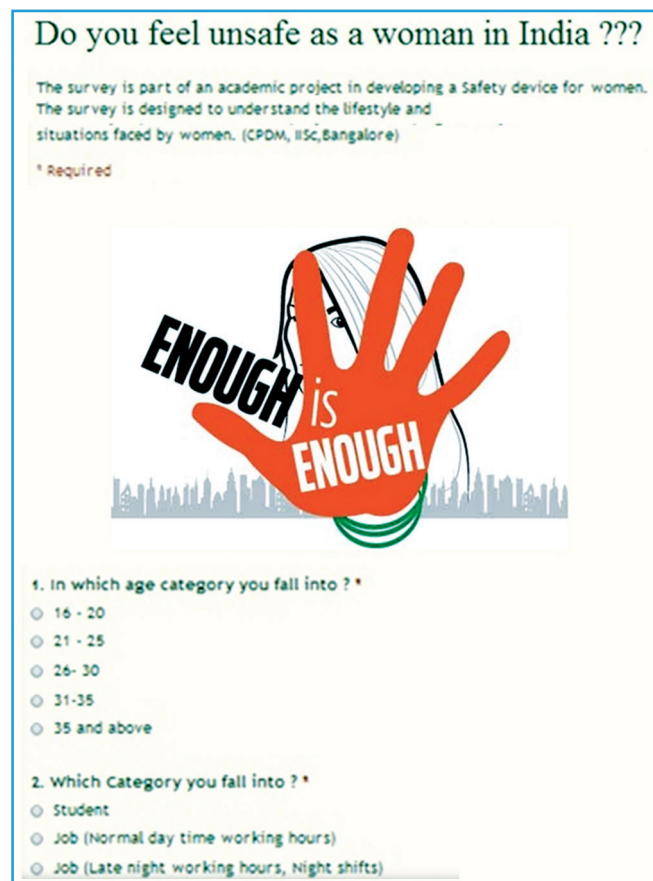 Do you feel unsafe as a woman in India ???
The survey is part of an academic project in developing a Safety device for women.
The survey is designed to understand the lifestyle and
situations faced by women. (CPDM, IISc,Bangalore)
* Required
ENOUGH
is
ENOUGH
1. In which age category you fall into ? *
16 - 20
21 - 25
26- 30
31-35
35 and above
2. Which Category you fall into ? *
Student
Job (Normal day time working hours)
Job (Late night working hours, Night shifts)